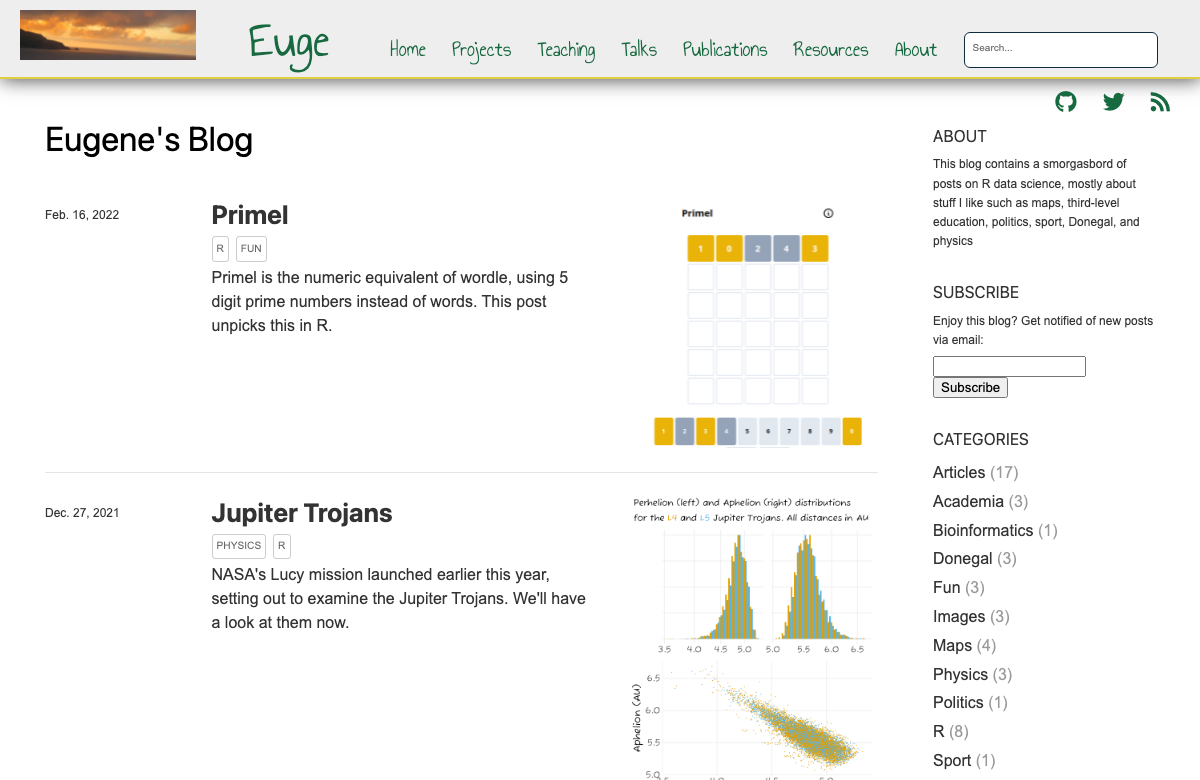 Euge
Home Projects Teaching Talks Publications Resources About
Search...
Eugene's Blog
Feb. 16, 2022
Primel
R FUN
Primel is the numeric equivalent of wordle, using 5
digit prime numbers instead of words. This post
unpicks this in R.
Primel
1 0 2 4 3
1 2 3 4 5 6 7 8 9 0
Dec. 27, 2021
Jupiter Trojans
PHYSICS R
NASA's Lucy mission launched earlier this year,
setting out to examine the Jupiter Trojans. We'll have
a look at them now.
Perihelion (left) and Aphelion (right) distributions
for the L4 and L5 Jupiter Trojans. All distances in AU
3.5 4.0 4.5 5.0 5.0 5.5 6.0 6.5
Aphelion (AU)
6.5
6.0
5.5
5.0
3.5 4.0 4.5 5.0
ABOUT
This blog contains a smorgasbord of
posts on R data science, mostly about
stuff I like such as maps, third-level
education, politics, sport, Donegal, and
physics
SUBSCRIBE
Enjoy this blog? Get notified of new posts
via email:
Subscribe
CATEGORIES
Articles (17)
Academia (3)
Bioinformatics (1)
Donegal (3)
Fun (3)
Images (3)
Maps (4)
Physics (3)
Politics (1)
R (8)
Sport (1)